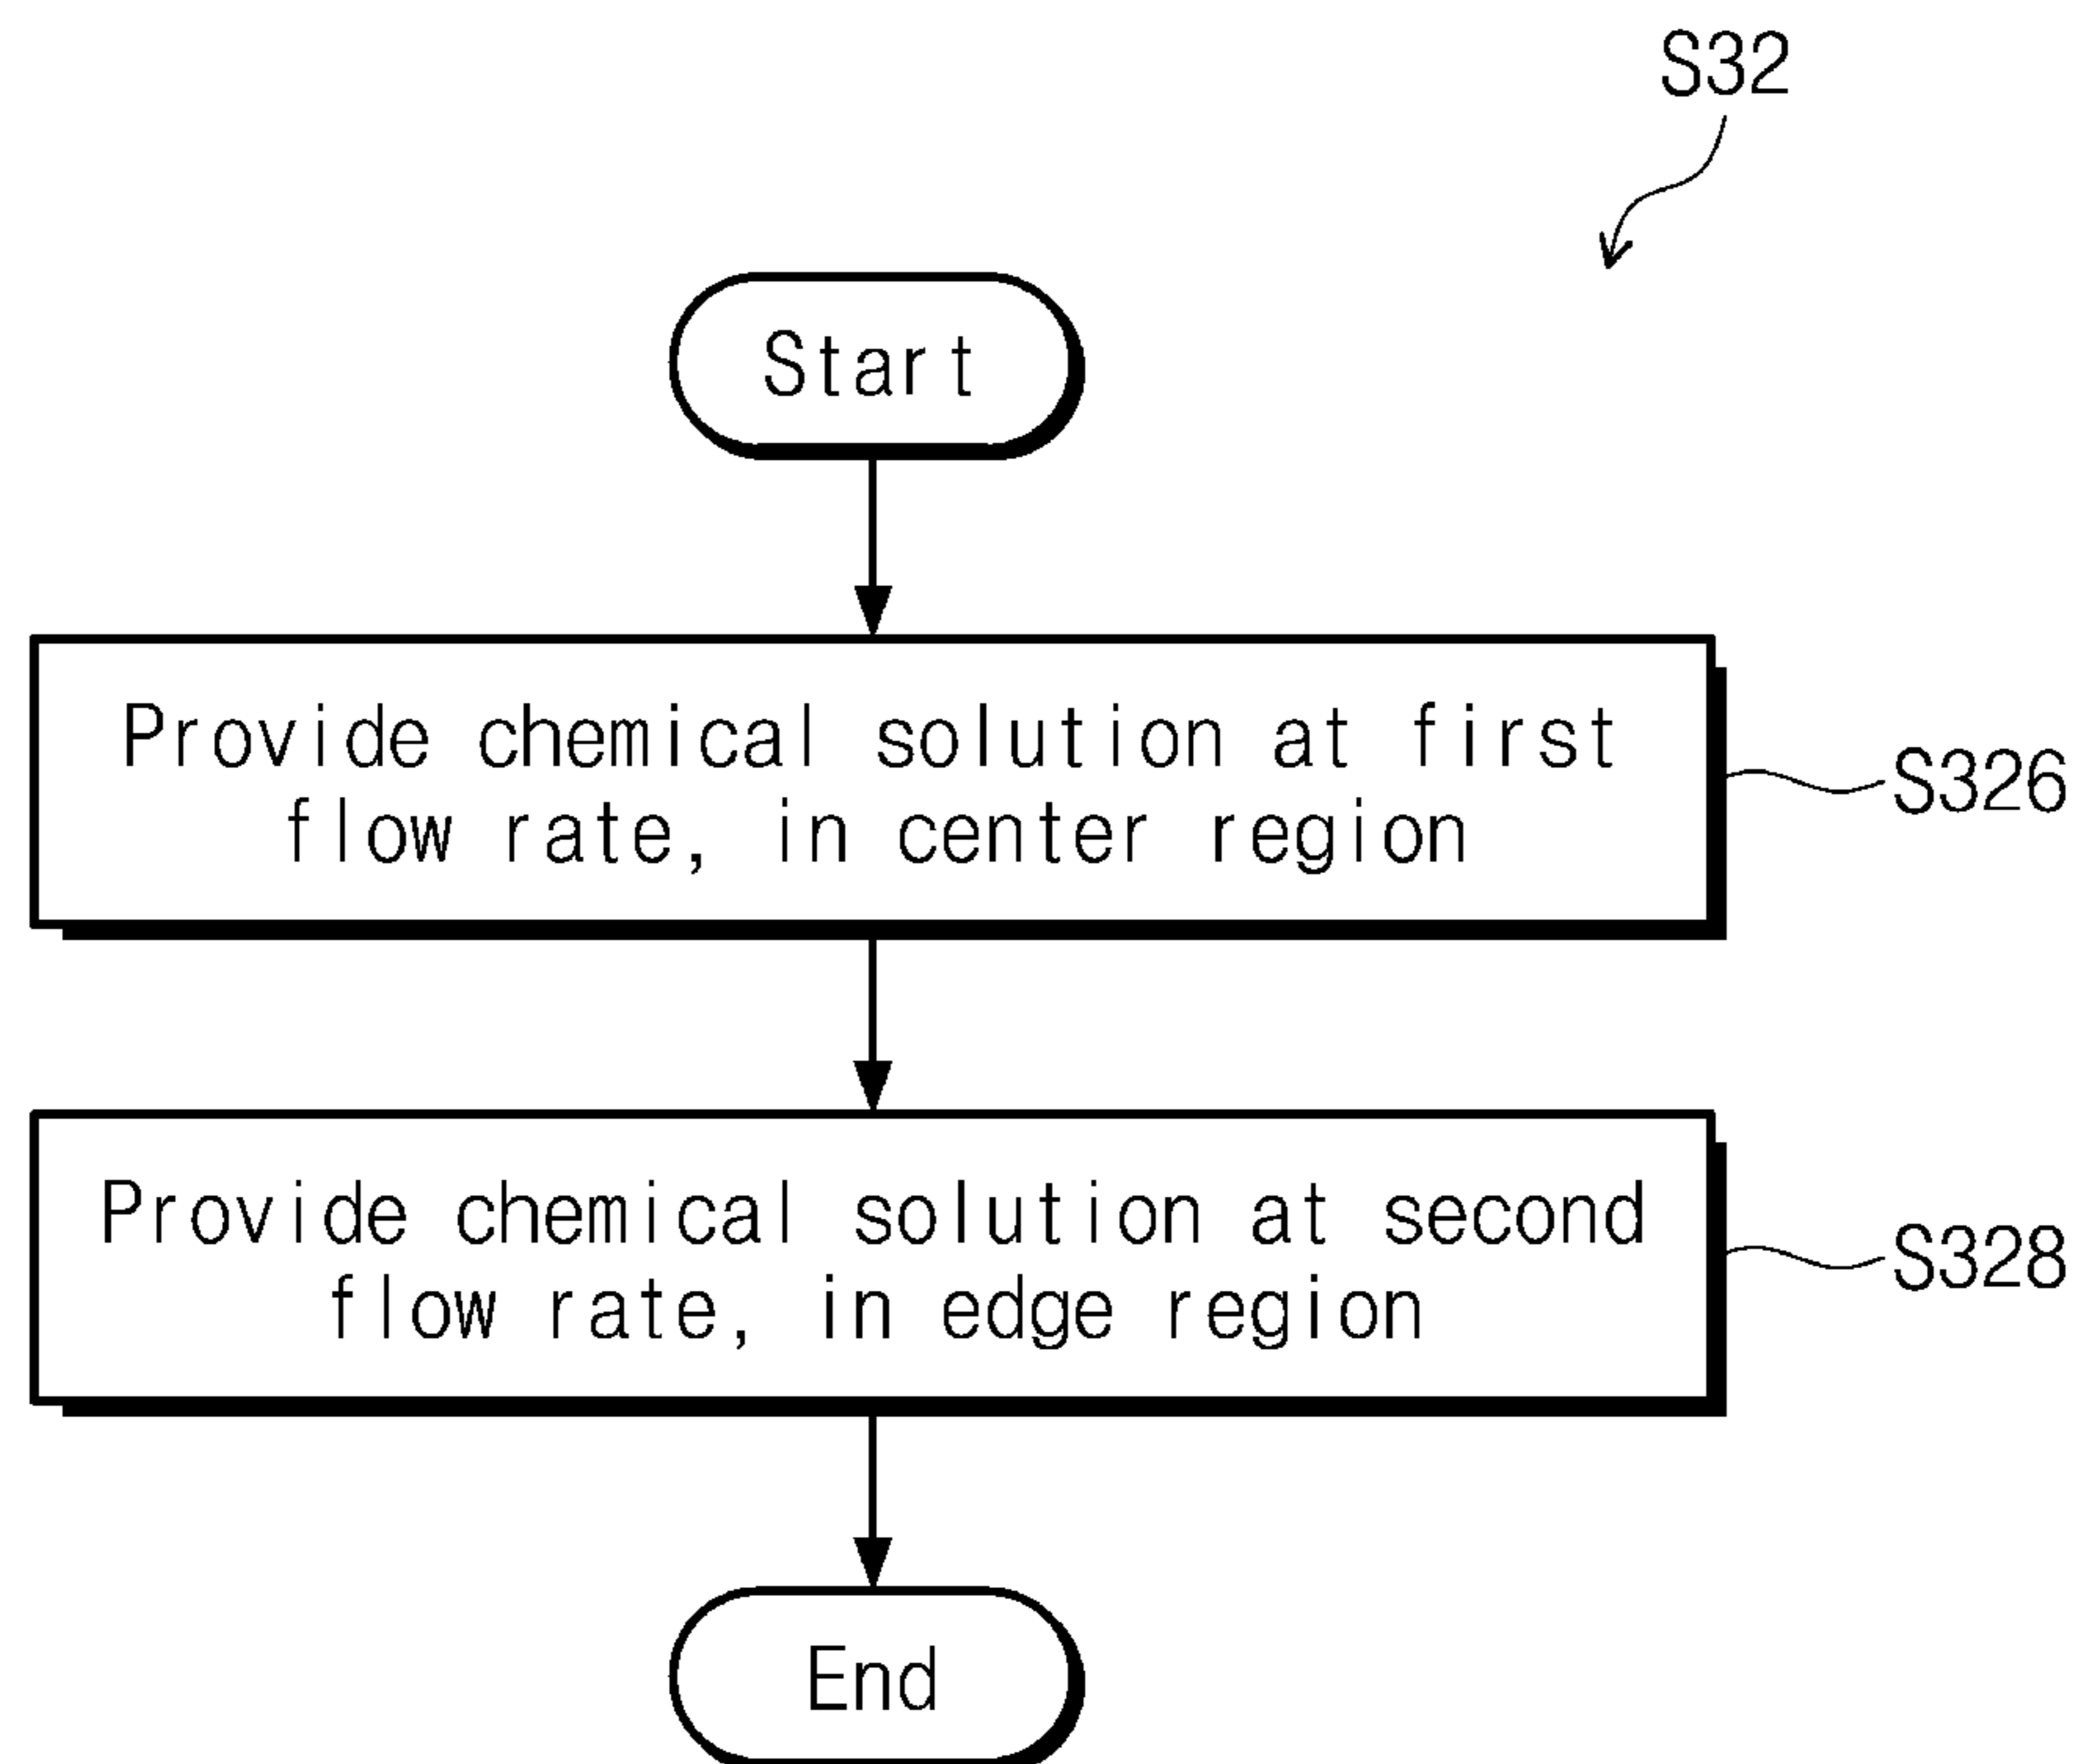 S32
Start
Provide chemical solution at first
flow rate, in center region
S326
Provide chemical solution at second
flow rate, in edge region
S328
End